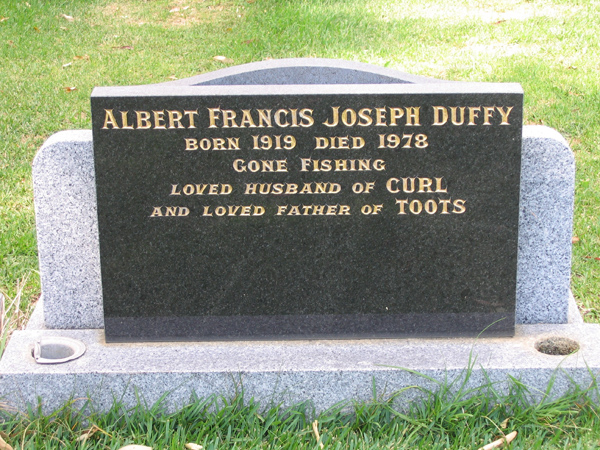 ALBERT FRANCIS JOSEPH DUFFY
BORN 1919 DIED 1978
GONE FISHING
LOVED HUSBAND OF CURL
AND LOVED FATHER OF TOOTS